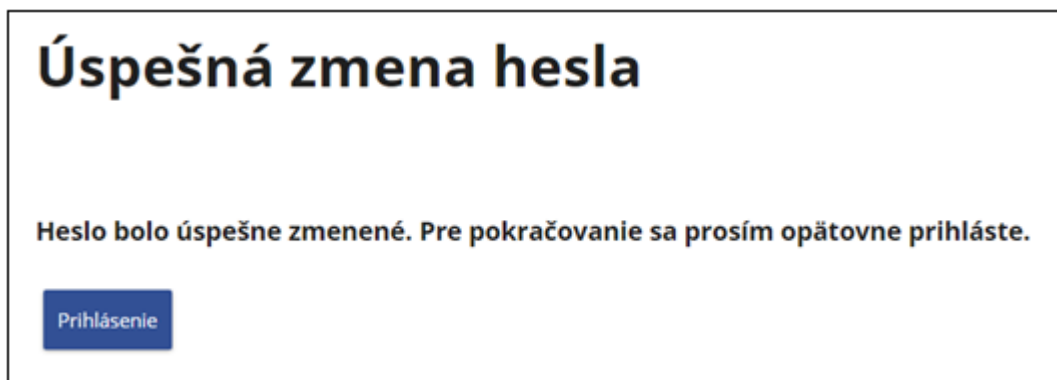 Úspešná zmena hesla
Heslo bolo úspešne zmenené. Pre pokračovanie sa prosím opätovne prihláste.
Prihlásenie